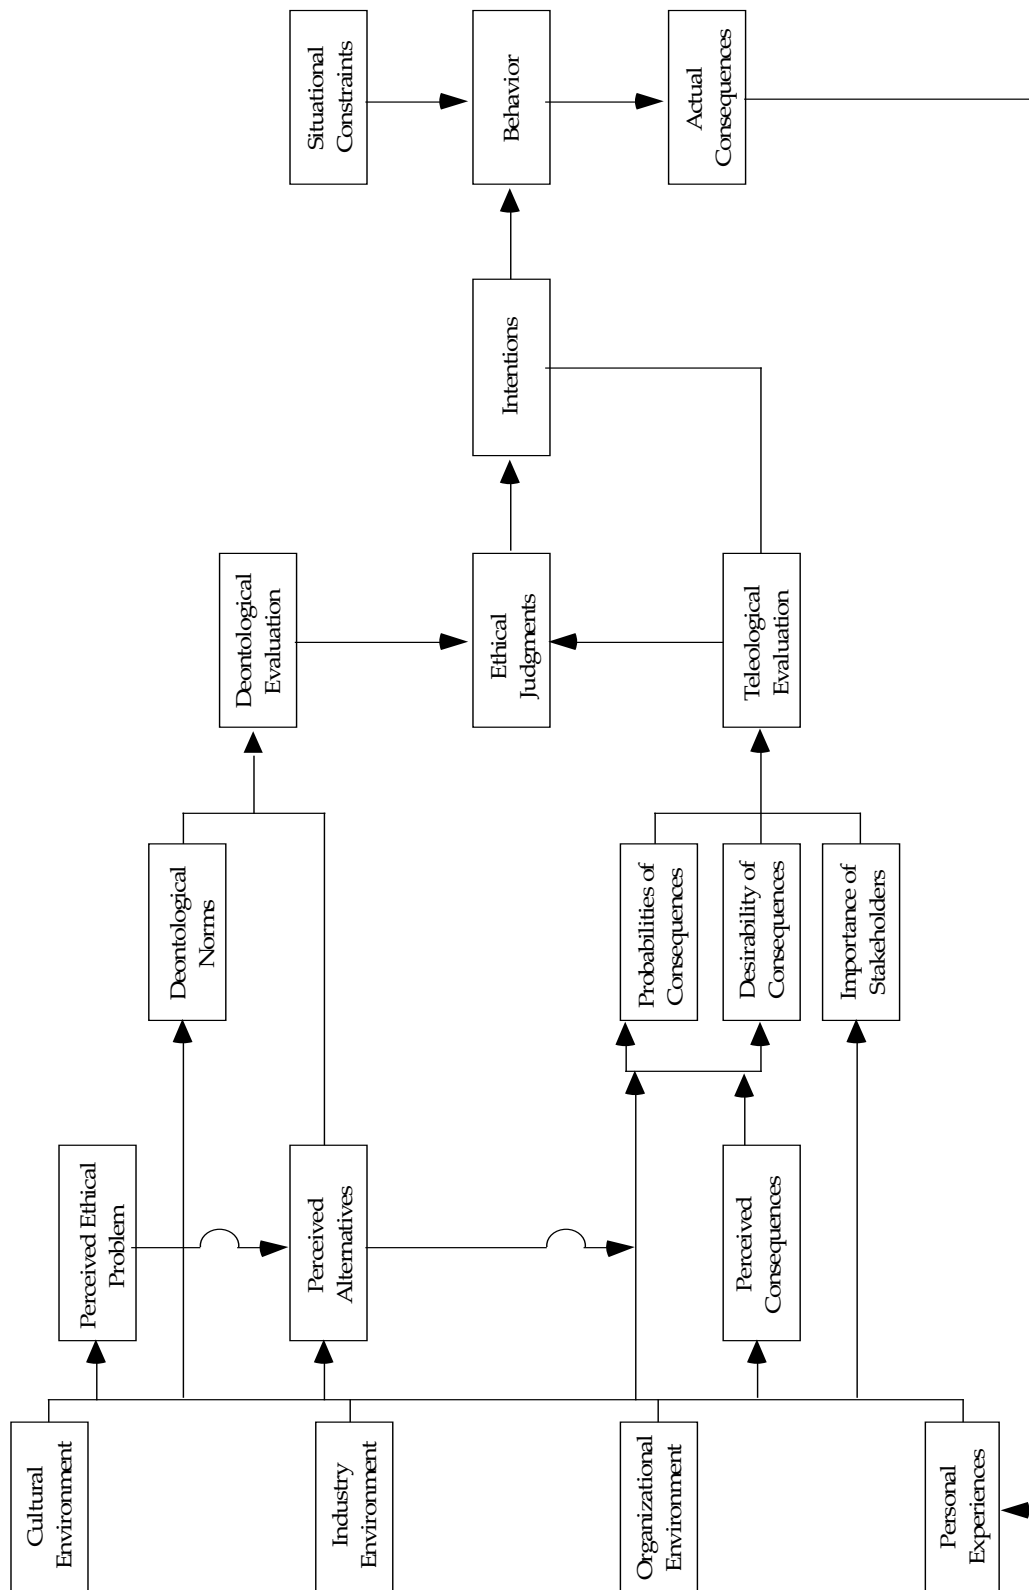 Cultural
Environment
Industry
Environment
Organizational
Environment
Personal
Experiences
Perceived Ethical
Problem
Perceived
Alternatives
Perceived
Consequences
Deontological
Norms
Probabilities of
Consequences
Desirability of
Consequences
Importance of
Stakeholders
Deontological
Evaluation
Ethical
Judgments
Teleological
Evaluation
Intentions
Situational
Constraints
Behavior
Actual
Consequences